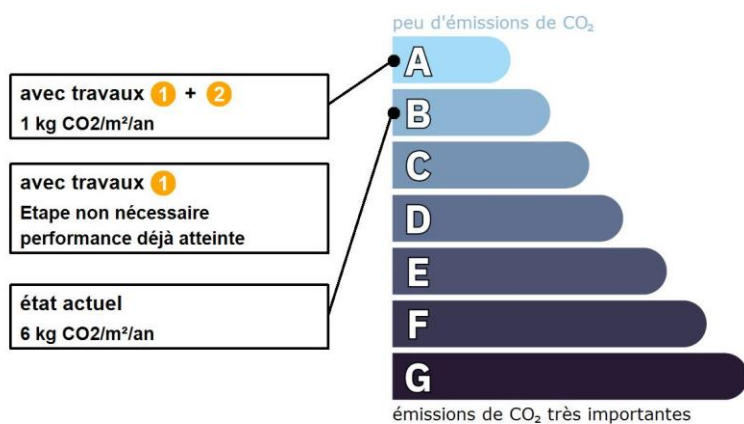 peu d'émissions de CO₂
A
avec travaux 1 + 2
1 kg CO2/m²/an
B
C
avec travaux 1
Etape non nécessaire
performance déjà atteinte
D
E
état actuel
6 kg CO2/m²/an
F
G
émissions de CO₂ très importantes